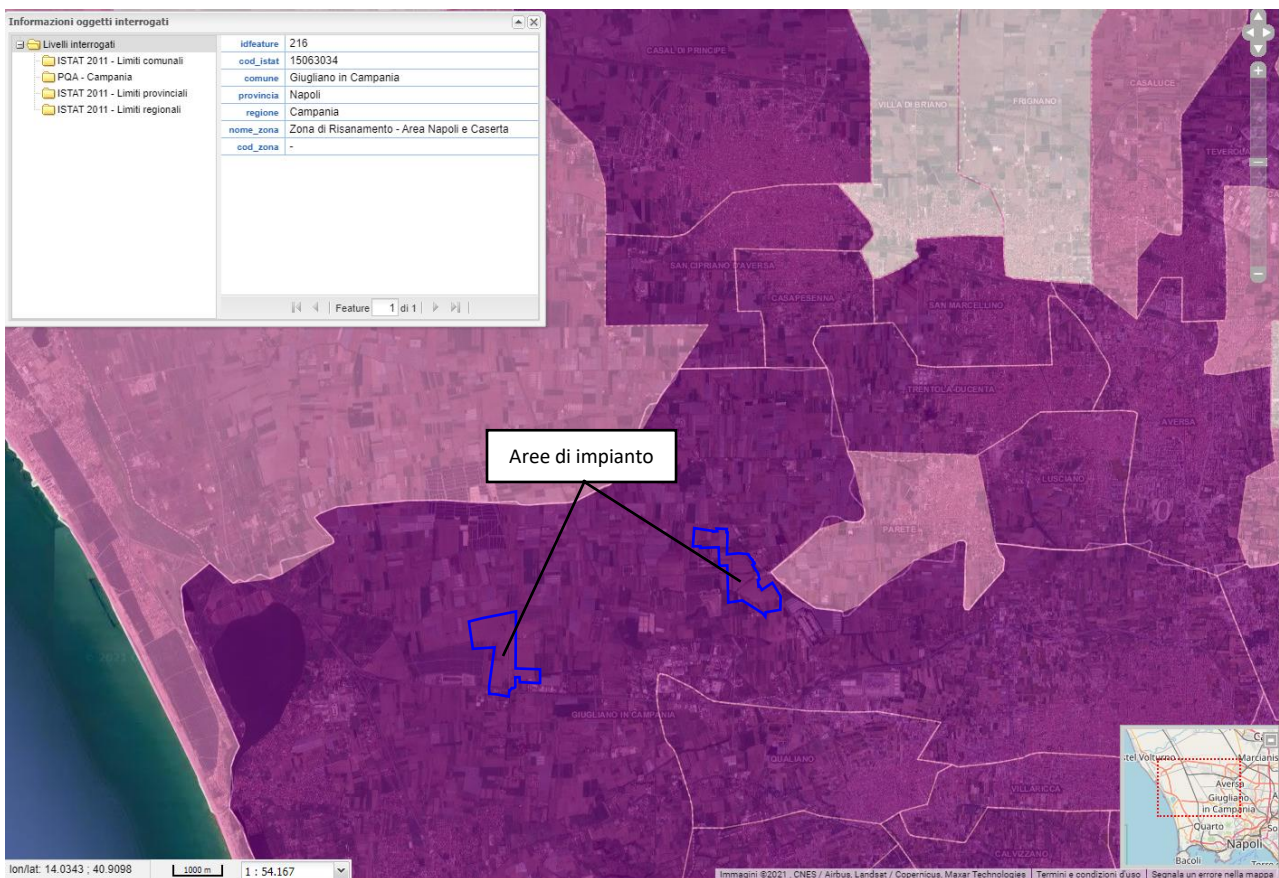 Informazioni oggetti interrogati
Livelli interrogati
ISTAT 2011 - Limiti comunali
PQA - Campania
ISTAT 2011 - Limiti provinciali
ISTAT 2011 - Limiti regionali
idfeature 216
cod_istat 15063034
comune Giugliano in Campania
provincia Napoli
regione Campania
nome_zona Zona di Risanamento - Area Napoli e Caserta
cod_zona -
Feature 1 di 1
CASAL DI PRINCIPE
CASALUCE
VILLA DI BRIANO
FRIGNANO
SAN CIPRIANO D'AVERSA
CASAPESENNA
SAN MARCELLINO
TRENTOLA-DUCENTA
AVERSA
Aree di impianto
LUSCIANO
PARETE
GIUGLIANO IN CAMPANIA
QUALIANO
VILLARICCA
CALVIZZANO
Marcianis
Aversa
Giugliano
in Campania
Quarto
Napoli
Bacoli
lon/lat: 14.0343 ; 40.9098
1000 m
1 : 54.167
Immagini ©2021 , CNES / Airbus, Landsat / Copernicus, Maxar Technologies
Termini e condizioni d'uso
Segnala un errore nella mappa